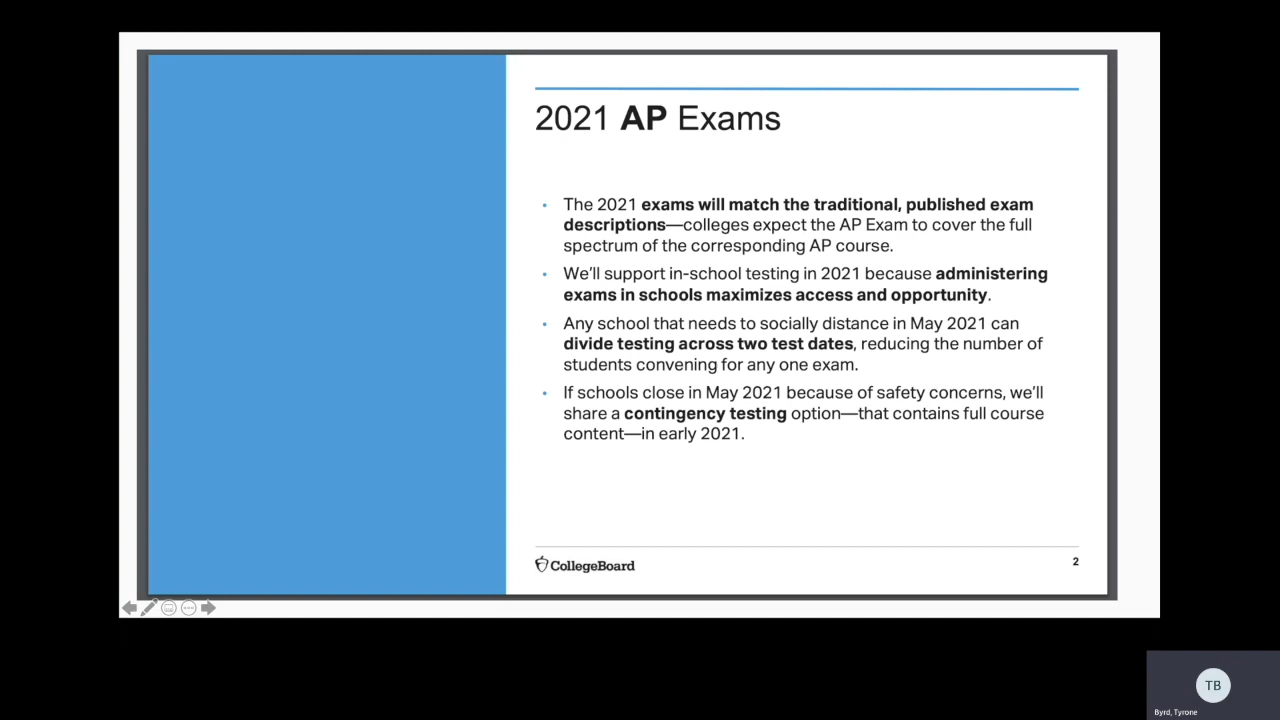 2021 AP Exams
• The 2021 exams will match the traditional, published exam
descriptions—colleges expect the AP Exam to cover the full
spectrum of the corresponding AP course.
• We’ll support in-school testing in 2021 because administering
exams in schools maximizes access and opportunity.
• Any school that needs to socially distance in May 2021 can
divide testing across two test dates, reducing the number of
students convening for any one exam.
• If schools close in May 2021 because of safety concerns, we’ll
share a contingency testing option—that contains full course
content—in early 2021.
CollegeBoard
2
TB
Byrd, Tyrone